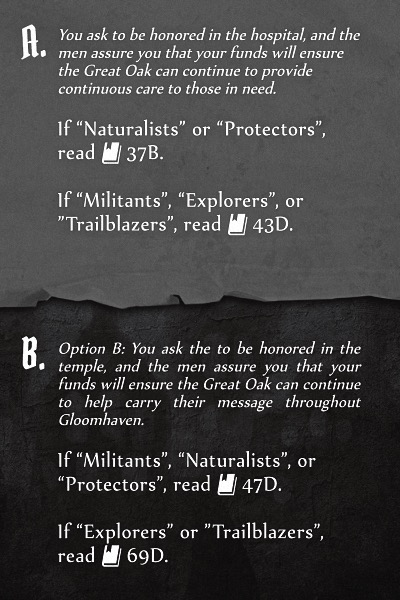 A. You ask to be honored in the hospital, and the
men assure you that your funds will ensure
the Great Oak can continue to provide
continuous care to those in need.
If “Naturalists” or “Protectors”,
read 37B.
If “Militants”, “Explorers”, or
”Trailblazers”, read 43D.
B. Option B: You ask the to be honored in the
temple, and the men assure you that your
funds will ensure the Great Oak can continue
to help carry their message throughout
Gloomhaven.
If “Militants”, “Naturalists”, or
“Protectors”, read 47D.
If “Explorers” or ”Trailblazers”,
read 69D.